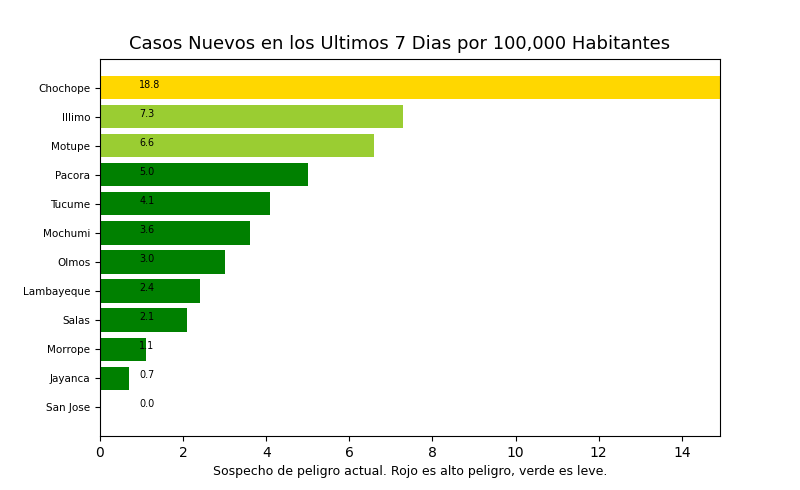 Casos Nuevos en los Ultimos 7 Dias por 100,000 Habitantes
Chochope 18.8
Illimo 7.3
Motupe 6.6
Pacora 5.0
Tucume 4.1
Mochumi 3.6
Olmos 3.0
Lambayeque 2.4
Salas 2.1
Morrope 1.1
Jayanca 0.7
San Jose 0.0
0 2 4 6 8 10 12 14
Sospecho de peligro actual. Rojo es alto peligro, verde es leve.